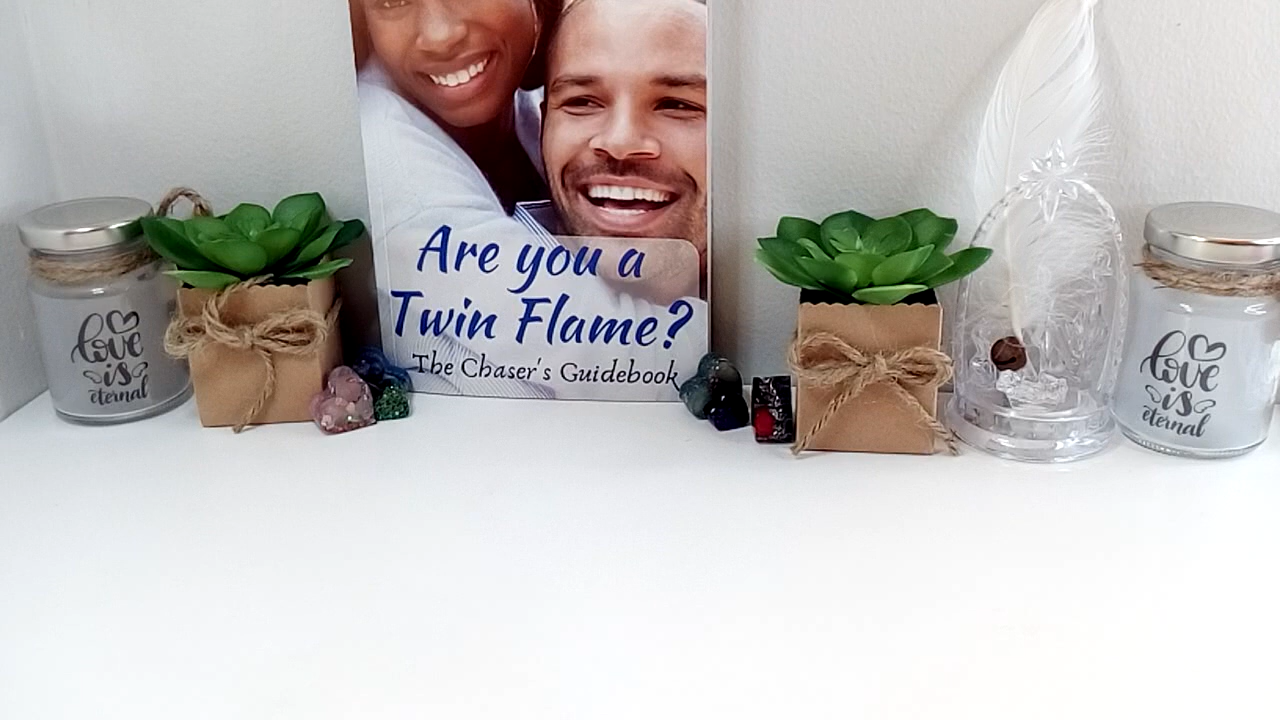 love
is
eternal
Are you a
Twin Flame?
The Chaser's Guidebook
love
is
eternal